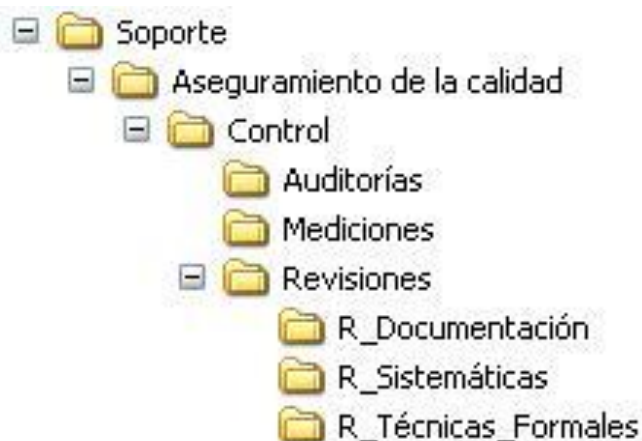 Soporte
Aseguramiento de la calidad
Control
Auditorías
Mediciones
Revisiones
R_Documentación
R_Sistemáticas
R_Técnicas_Formales